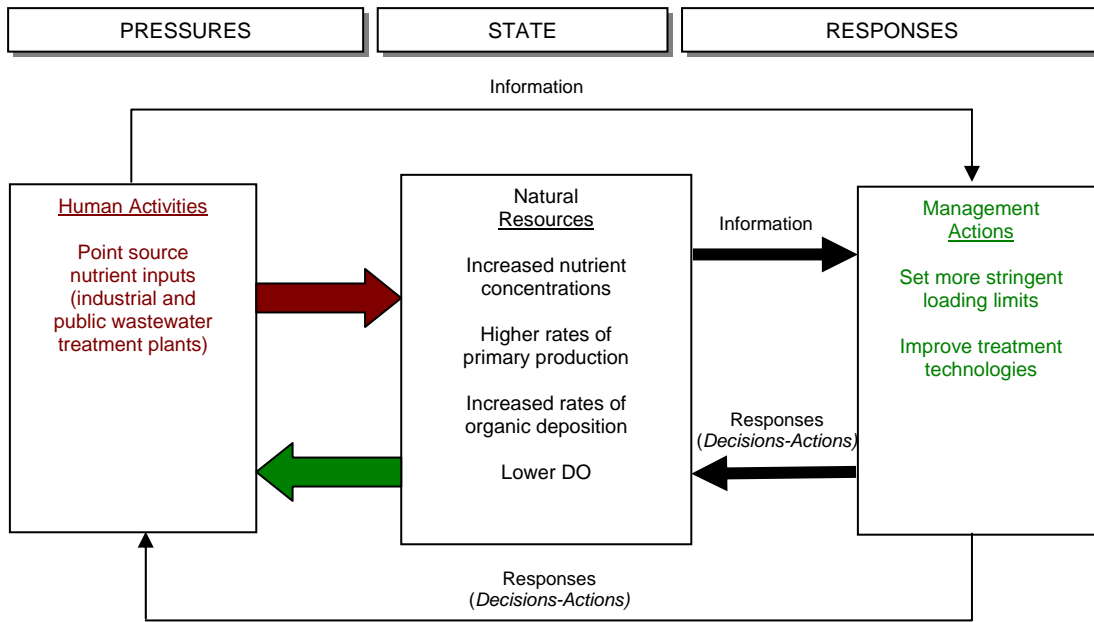 PRESSURES
STATE
RESPONSES
Information
Human Activities
Point source
nutrient inputs
(industrial and
public wastewater
treatment plants)
Natural
Resources
Increased nutrient
concentrations
Higher rates of
primary production
Increased rates of
organic deposition
Lower DO
Information
Responses
(Decisions-Actions)
Management
Actions
Set more stringent
loading limits
Improve treatment
technologies
Responses
(Decisions-Actions)